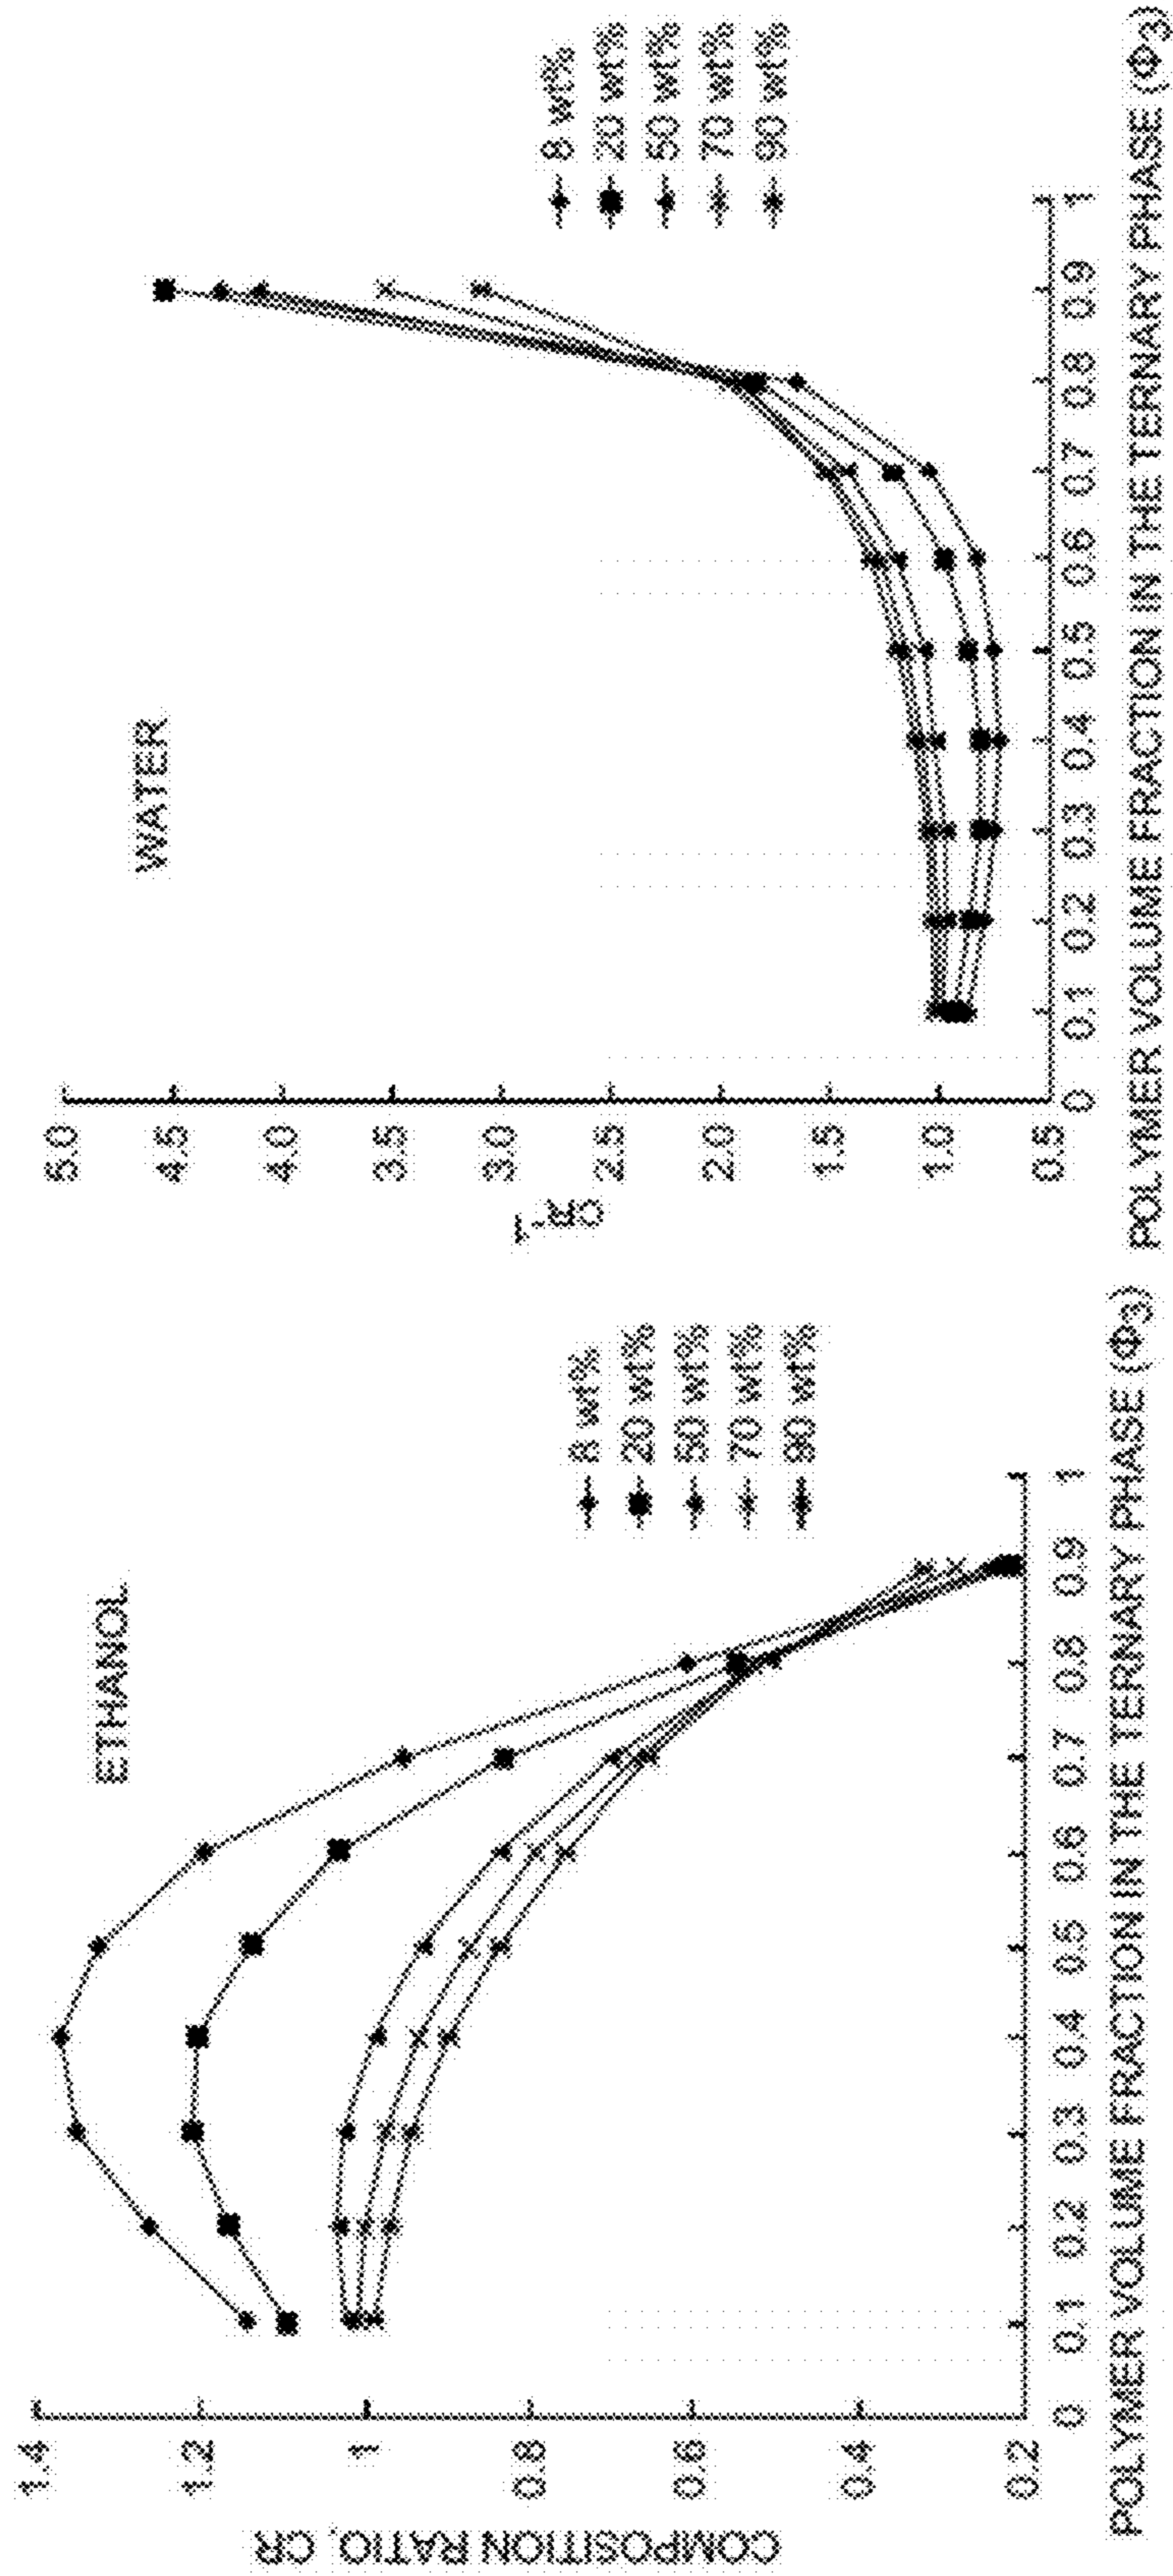 ETHANOL
COMPOSITION RATIO, CR
1.4
1.2
1
0.8
0.6
0.4
0.2
0 0.1 0.2 0.3 0.4 0.5 0.6 0.7 0.8 0.9 1
POLYMER VOLUME FRACTION IN THE TERNARY PHASE (Φ3)
8 wt%
20 wt%
50 wt%
70 wt%
90 wt%
WATER
CR-1
5.0
4.5
4.0
3.5
3.0
2.5
2.0
1.5
1.0
0.5
0 0.1 0.2 0.3 0.4 0.5 0.6 0.7 0.8 0.9 1
POLYMER VOLUME FRACTION IN THE TERNARY PHASE (Φ3)
8 wt%
20 wt%
50 wt%
70 wt%
90 wt%